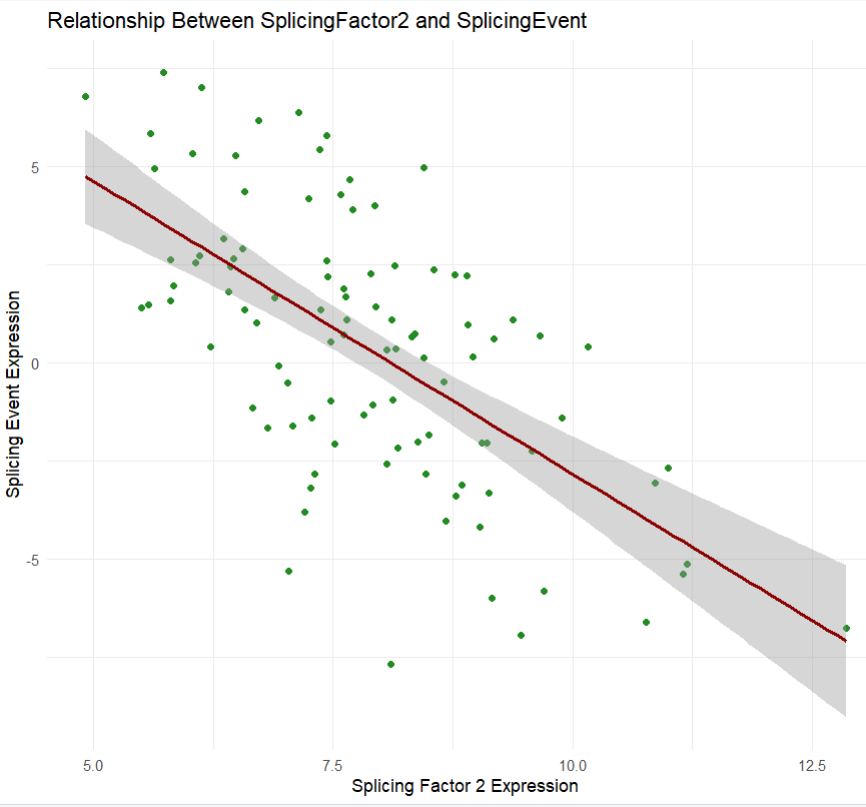 Relationship Between SplicingFactor2 and SplicingEvent
Splicing Event Expression
5
0
-5
5.0 7.5 10.0 12.5
Splicing Factor 2 Expression